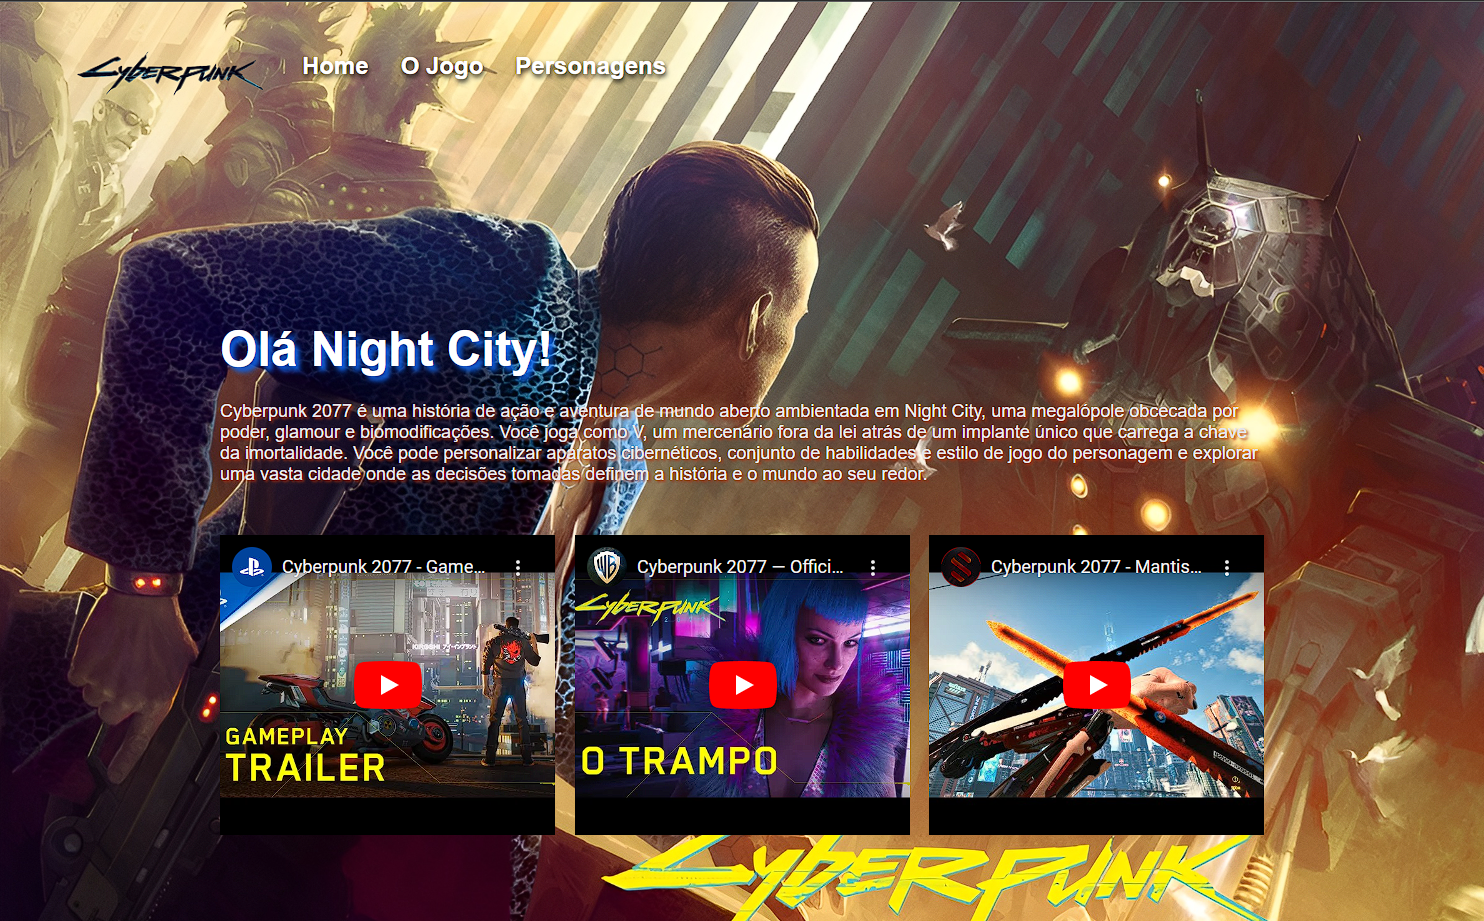 Cyberpunk
Home
O Jogo
Personagens
Olá Night City!
Cyberpunk 2077 é uma história de ação e aventura de mundo aberto ambientada em Night City, uma megalópole obcecada por
poder, glamour e biomodificações. Você joga como V, um mercenário fora da lei atrás de um implante único que carrega a chave
da imortalidade. Você pode personalizar aparatos cibernéticos, conjunto de habilidades e estilo de jogo do personagem e explorar
uma vasta cidade onde as decisões tomadas definem a história e o mundo ao seu redor.
Cyberpunk 2077 - Game...
KIROSHI
GAMEPLAY
TRAILER
Cyberpunk 2077 — Offici...
Cyberpunk
O TRAMPO
Cyberpunk 2077 - Mantis...
Cyberpunk